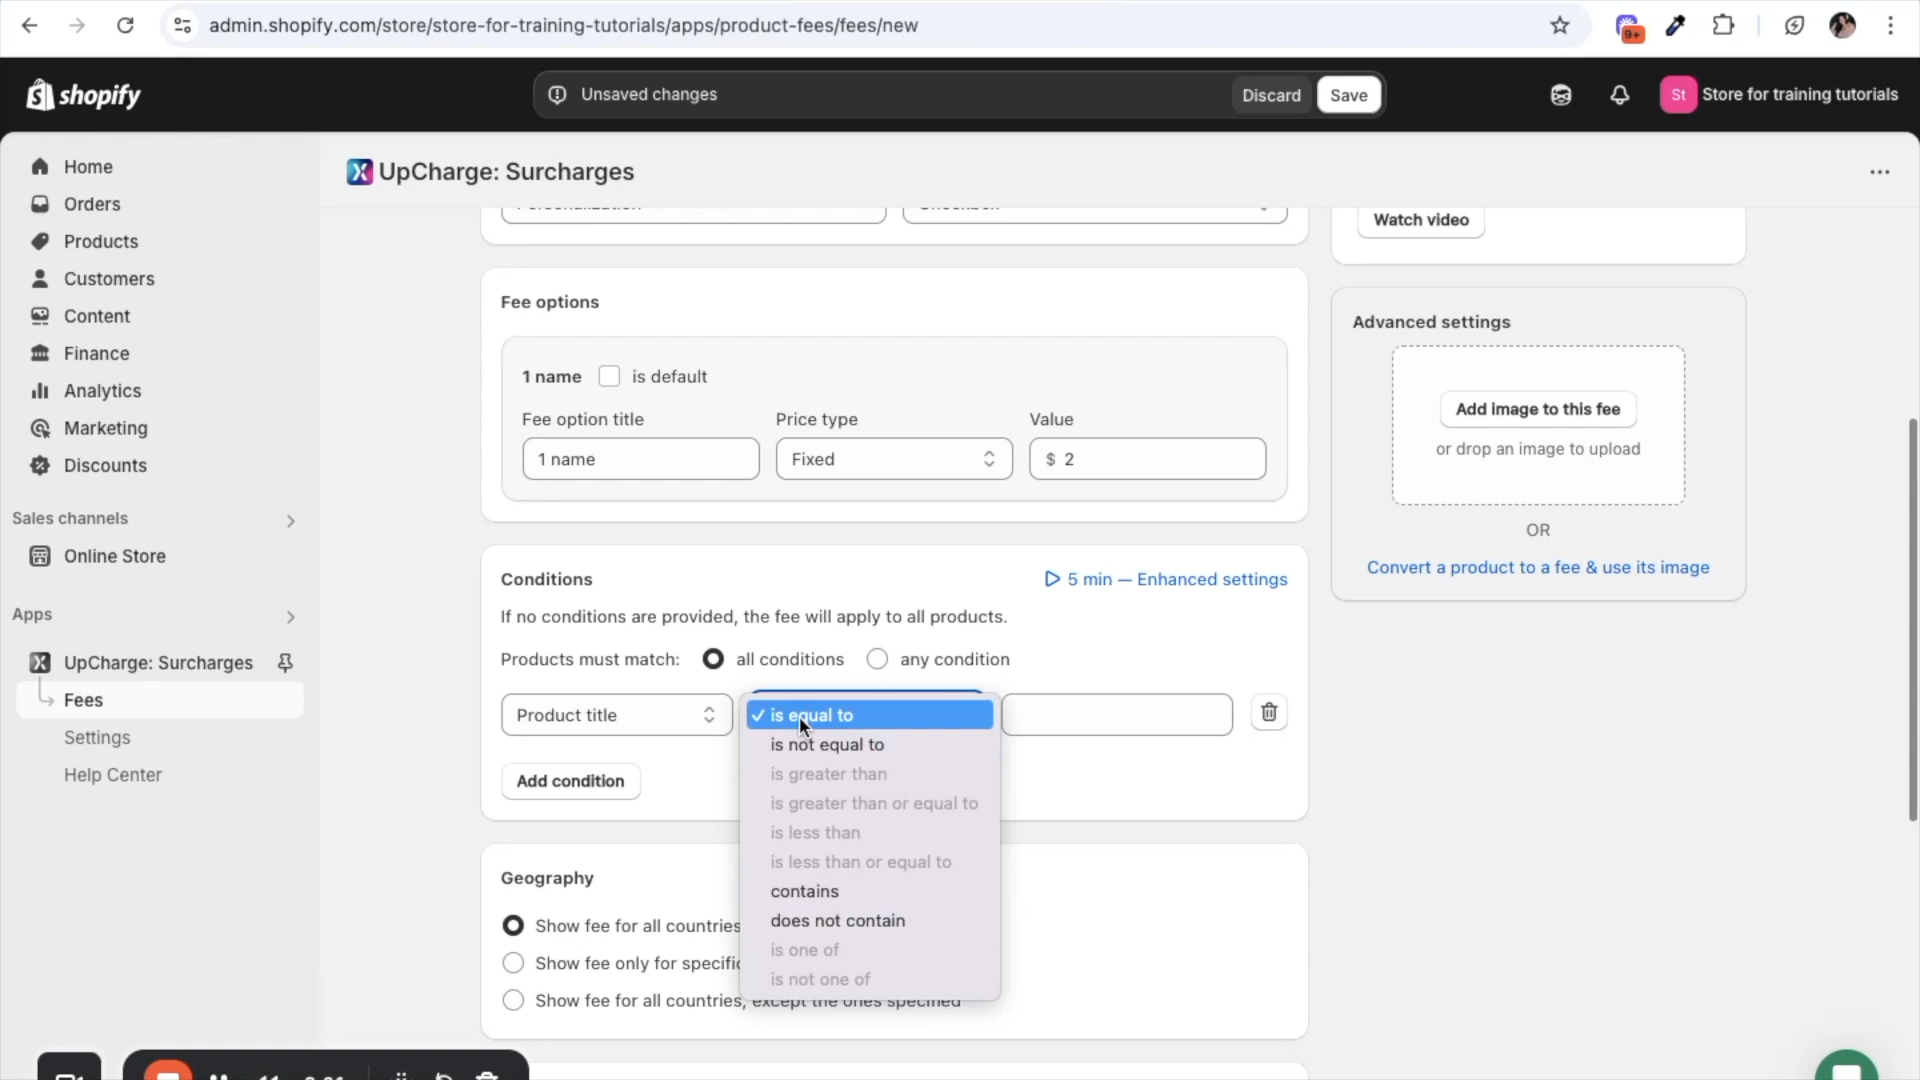 admin.shopify.com/store/store-for-training-tutorials/apps/product-fees/fees/new
9+
shopify
Unsaved changes
Discard
Save
St
Store for training tutorials
Home
Orders
Products
Customers
Content
Finance
Analytics
Marketing
Discounts
Sales channels
Online Store
Apps
UpCharge: Surcharges
Fees
Settings
Help Center
UpCharge: Surcharges
Watch video
Fee options
1 name
is default
Fee option title
Price type
Value
1 name
Fixed
$ 2
Conditions
5 min — Enhanced settings
If no conditions are provided, the fee will apply to all products.
Products must match:
all conditions
any condition
Product title
is equal to
is not equal to
is greater than
is greater than or equal to
is less than
is less than or equal to
contains
does not contain
is one of
is not one of
Add condition
Geography
Show fee for all countries
Show fee only for specific
Show fee for all countries, except the ones specified
Advanced settings
Add image to this fee
or drop an image to upload
OR
Convert a product to a fee & use its image